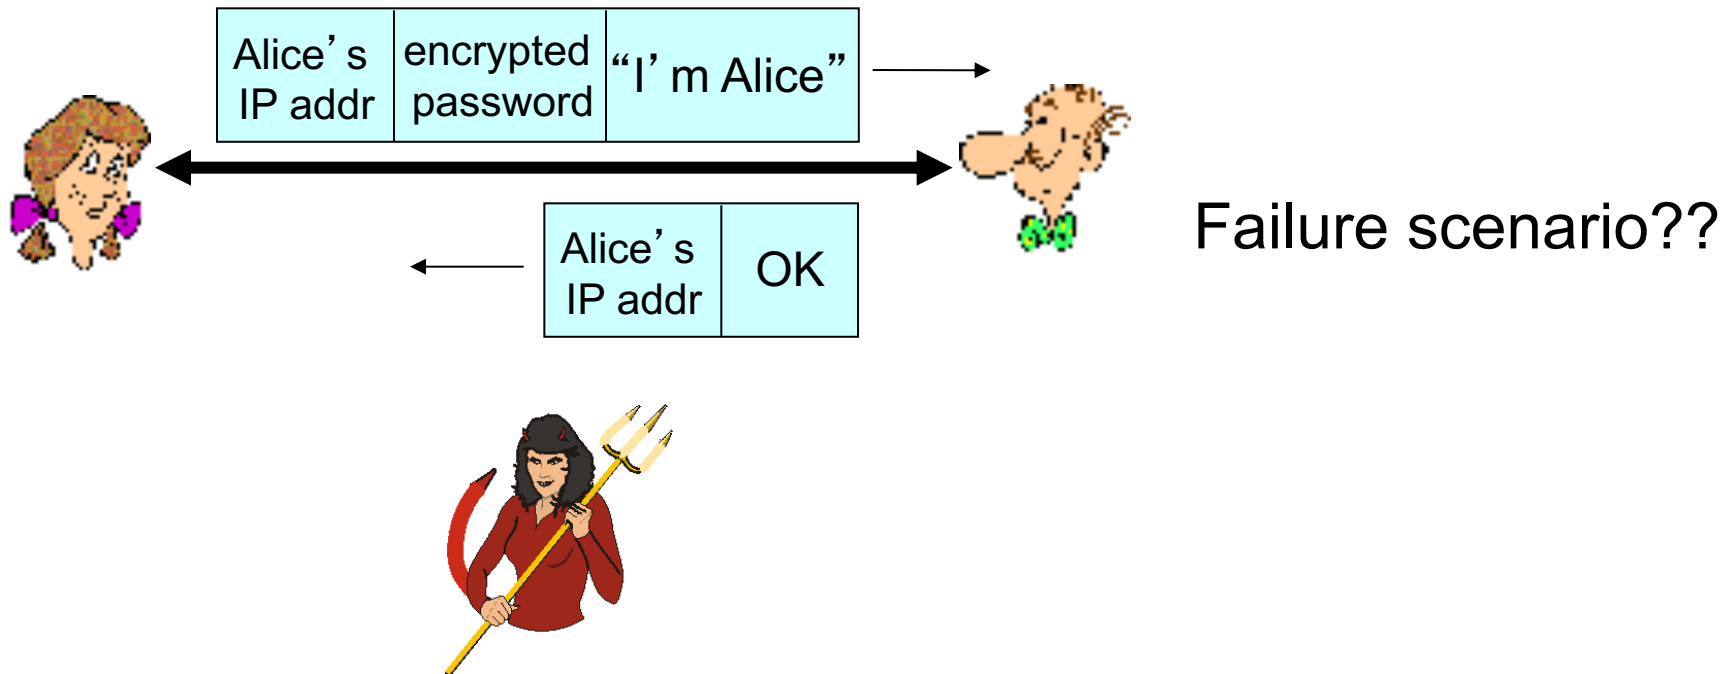 Alice’s
IP addr
encrypted
password
“I’m Alice”
Alice’s
IP addr
OK
Failure scenario??